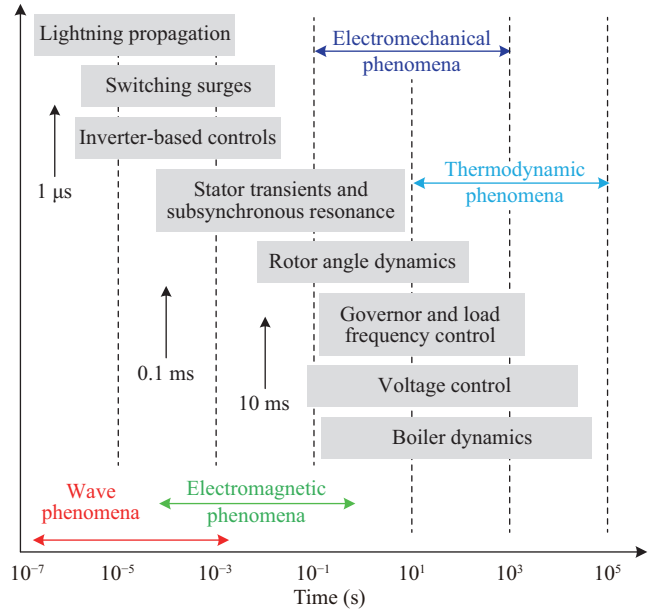 Lightning propagation
Electromechanical
phenomena
Switching surges
Inverter-based controls
1 μs
Stator transients and
subsynchronous resonance
Thermodynamic
phenomena
Rotor angle dynamics
Governor and load
frequency control
0.1 ms
10 ms
Voltage control
Boiler dynamics
Wave
phenomena
Electromagnetic
phenomena
10⁻⁷ 10⁻⁵ 10⁻³ 10⁻¹ 10¹ 10³ 10⁵
Time (s)